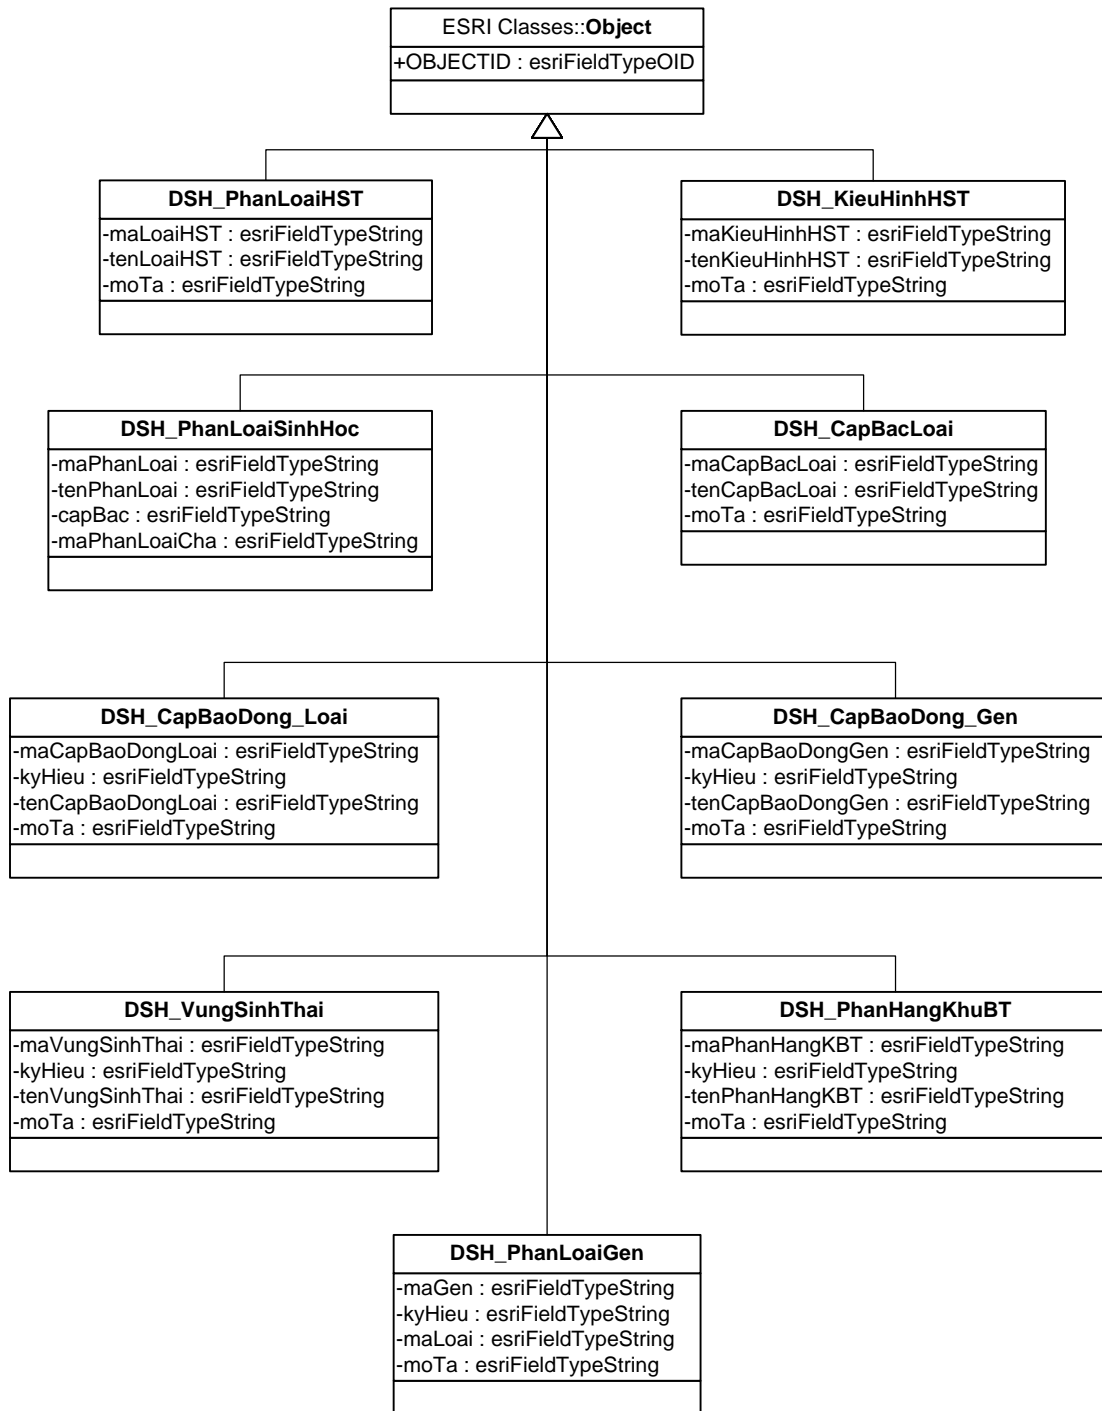 ESRI Classes::Object
+OBJECTID : esriFieldTypeOID
DSH_PhanLoaiHST
-maLoaiHST : esriFieldTypeString
-tenLoaiHST : esriFieldTypeString
-moTa : esriFieldTypeString
DSH_KieuHinhHST
-maKieuHinhHST : esriFieldTypeString
-tenKieuHinhHST : esriFieldTypeString
-moTa : esriFieldTypeString
DSH_PhanLoaiSinhHoc
-maPhanLoai : esriFieldTypeString
-tenPhanLoai : esriFieldTypeString
-capBac : esriFieldTypeString
-maPhanLoaiCha : esriFieldTypeString
DSH_CapBacLoai
-maCapBacLoai : esriFieldTypeString
-tenCapBacLoai : esriFieldTypeString
-moTa : esriFieldTypeString
DSH_CapBaoDong_Loai
-maCapBaoDongLoai : esriFieldTypeString
-kyHieu : esriFieldTypeString
-tenCapBaoDongLoai : esriFieldTypeString
-moTa : esriFieldTypeString
DSH_CapBaoDong_Gen
-maCapBaoDongGen : esriFieldTypeString
-kyHieu : esriFieldTypeString
-tenCapBaoDongGen : esriFieldTypeString
-moTa : esriFieldTypeString
DSH_VungSinhThai
-maVungSinhThai : esriFieldTypeString
-kyHieu : esriFieldTypeString
-tenVungSinhThai : esriFieldTypeString
-moTa : esriFieldTypeString
DSH_PhanHangKhuBT
-maPhanHangKBT : esriFieldTypeString
-kyHieu : esriFieldTypeString
-tenPhanHangKBT : esriFieldTypeString
-moTa : esriFieldTypeString
DSH_PhanLoaiGen
-maGen : esriFieldTypeString
-kyHieu : esriFieldTypeString
-maLoai : esriFieldTypeString
-moTa : esriFieldTypeString